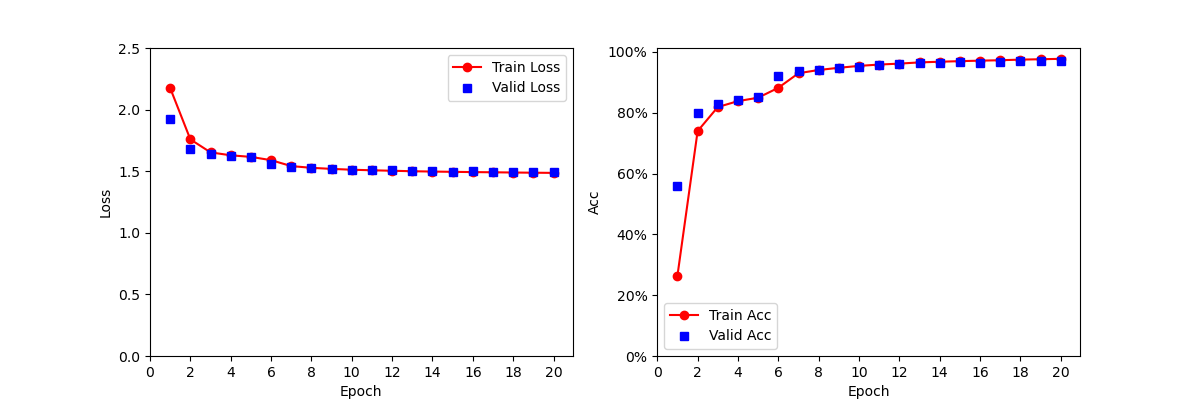 2.5
2.0
1.5
1.0
0.5
0.0
Loss
0 2 4 6 8 10 12 14 16 18 20
Epoch
Train Loss
Valid Loss
100%
80%
60%
40%
20%
0%
Acc
0 2 4 6 8 10 12 14 16 18 20
Epoch
Train Acc
Valid Acc